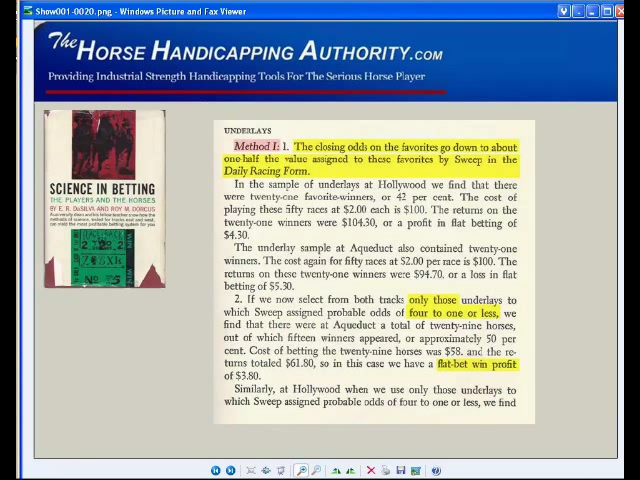 Show001-0020.png - Windows Picture and Fax Viewer
The HORSE HANDICAPPING AUTHORITY.COM
Providing Industrial Strength Handicapping Tools For The Serious Horse Player
SCIENCE IN BETTING
THE PLAYERS AND THE HORSES
BY E. R. DaSILVA AND ROY M. DORCUS
UNDERLAYS
Method I: 1. The closing odds on the favorites go down to about
one-half the value assigned to these favorites by Sweep in the
Daily Racing Form.
In the sample of underlays at Hollywood we find that there
were twenty-one favorite-winners, or 42 per cent. The cost of
playing these fifty races at $2.00 each is $100. The returns on the
twenty-one winners were $104.30, or a profit in flat betting of
$4.30.
The underlay sample at Aqueduct also contained twenty-one
winners. The cost again for fifty races at $2.00 per race is $100. The
returns on these twenty-one winners were $94.70, or a loss in flat
betting of $5.30.
2. If we now select from both tracks only those underlays to
which Sweep assigned probable odds of four to one or less, we
find that there were at Aqueduct a total of twenty-nine horses,
out of which fifteen winners appeared, or approximately 50 per
cent. Cost of betting the twenty-nine horses was $58. and the re-
turns totaled $61.80, so in this case we have a flat-bet win profit
of $3.80.
Similarly, at Hollywood when we use only those underlays to
which Sweep assigned probable odds of four to one or less, we find